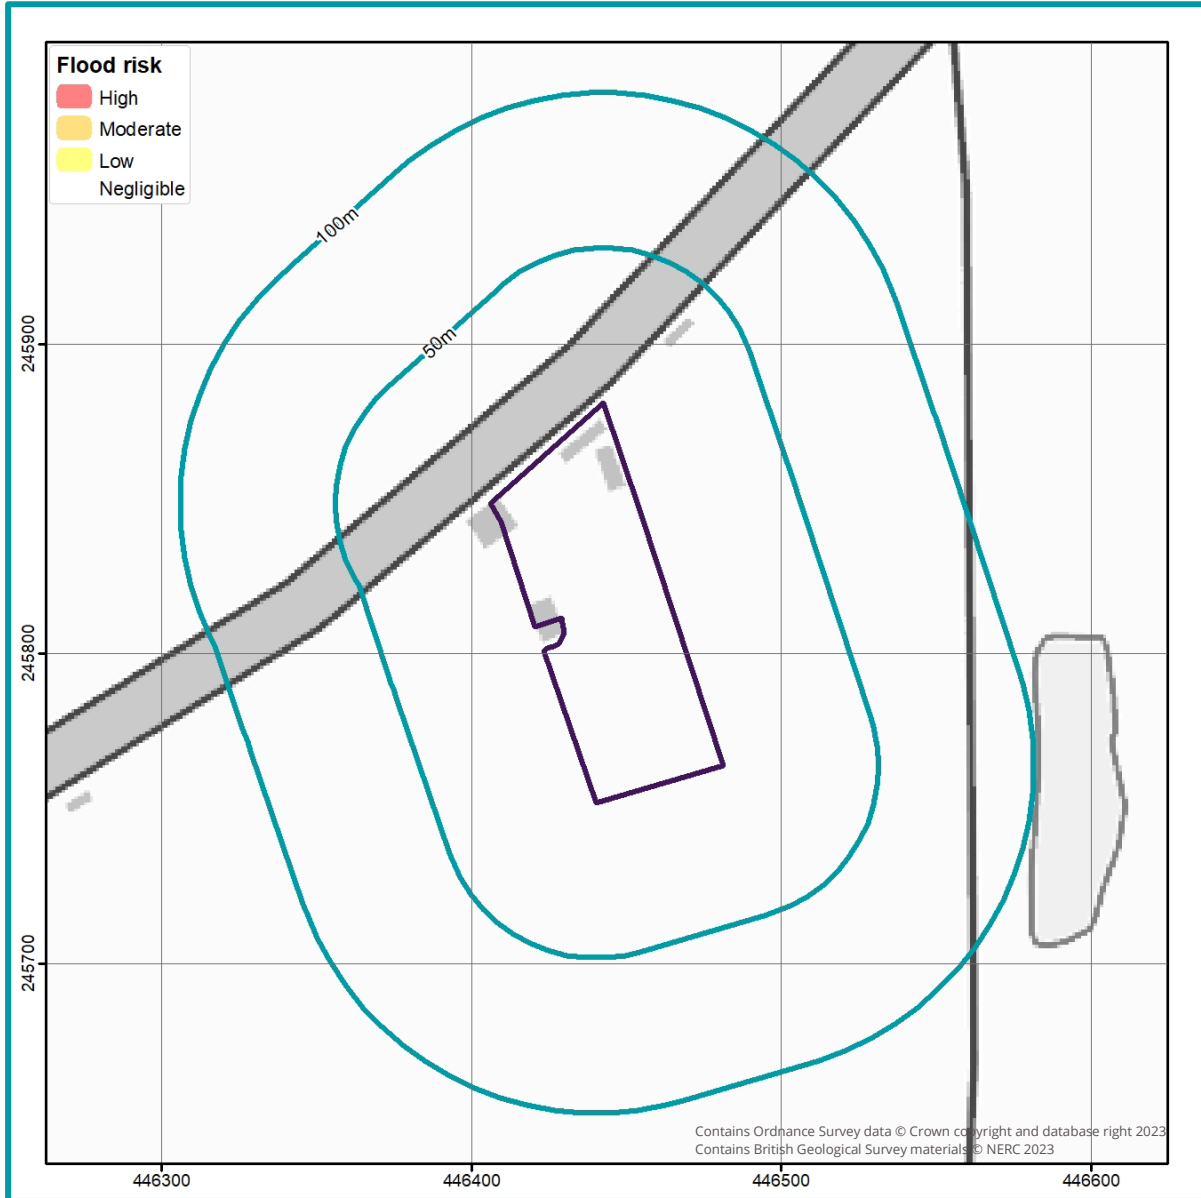 Flood risk
High
Moderate
Low
Negligible
100m
50m
245900
245800
245700
446300
446400
446500
446600
Contains Ordnance Survey data © Crown copyright and database right 2023
Contains British Geological Survey materials © NERC 2023